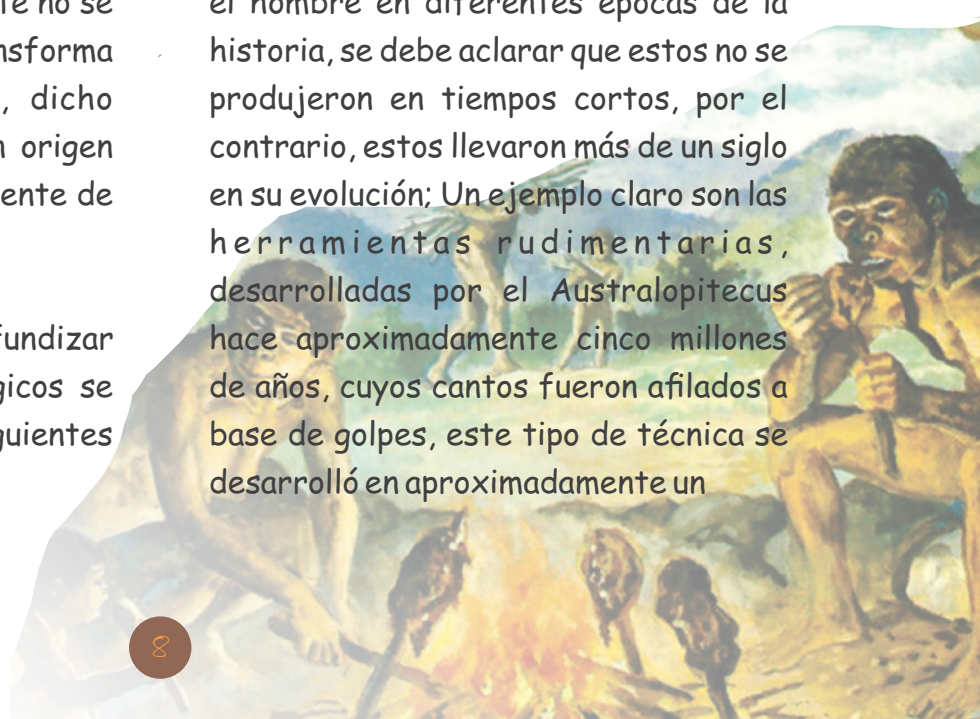 te no se
nsforma
, dicho
n origen
ente de
fundizar
gicos se
guientes
el hombre en diferentes épocas de la
historia, se debe aclarar que estos no se
produjeron en tiempos cortos, por el
contrario, estos llevaron más de un siglo
en su evolución; Un ejemplo claro son las
herramientas rudimentarias,
desarrolladas por el Australopitecus
hace aproximadamente cinco millones
de años, cuyos cantos fueron afilados a
base de golpes, este tipo de técnica se
desarrolló en aproximadamente un
8